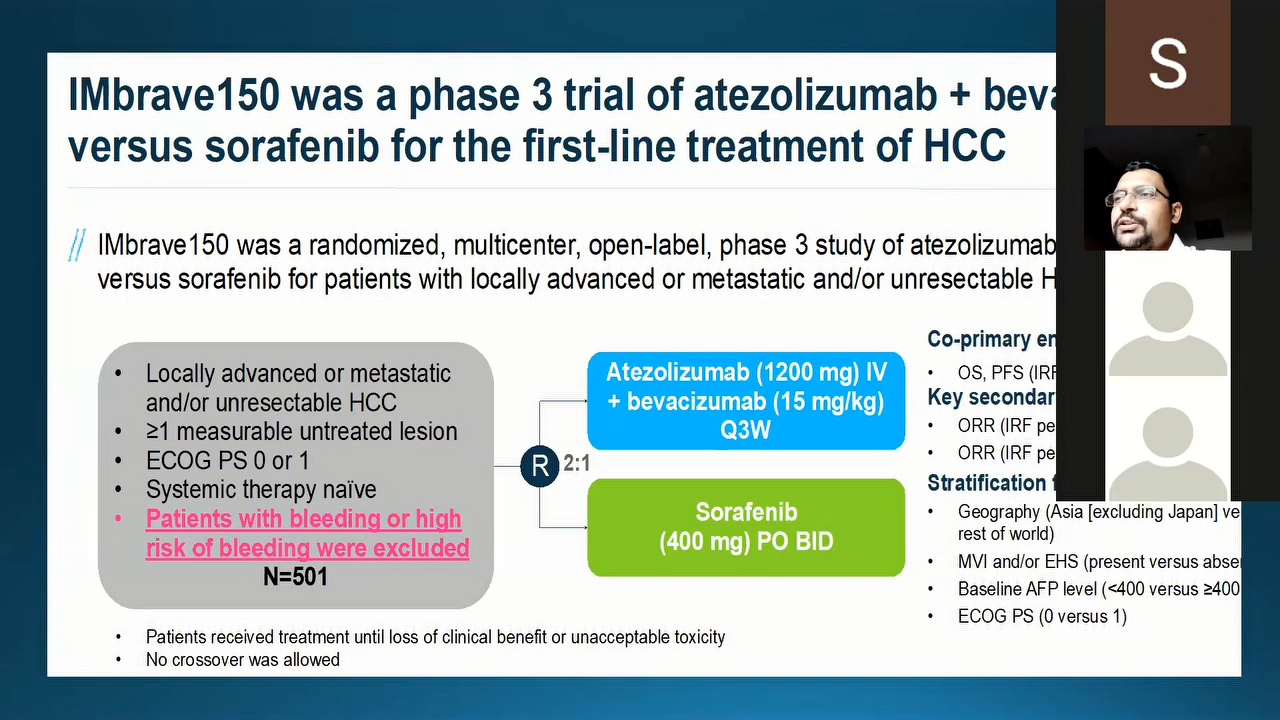 IMbrave150 was a phase 3 trial of atezolizumab +
versus sorafenib for the first-line treatment of HCC
// IMbrave150 was a randomized, multicenter, open-label, phase 3 study of atezolizumab
versus sorafenib for patients with locally advanced or metastatic and/or unresectable
• Locally advanced or metastatic
and/or unresectable HCC
• ≥1 measurable untreated lesion
• ECOG PS 0 or 1
• Systemic therapy naïve
• Patients with bleeding or high
risk of bleeding were excluded
N=501
R 2:1
Atezolizumab (1200 mg) IV
+ bevacizumab (15 mg/kg)
Q3W
Sorafenib
(400 mg) PO BID
Co-primary
• OS, PFS
Key
• ORR (IRF
• ORR (IRF
Stratification
• Geography (Asia [excluding Japan]
rest of world)
• MVI and/or EHS (present versus
• Baseline AFP level (<400 versus ≥400
• ECOG PS (0 versus 1)
• Patients received treatment until loss of clinical benefit or unacceptable toxicity
• No crossover was allowed
S